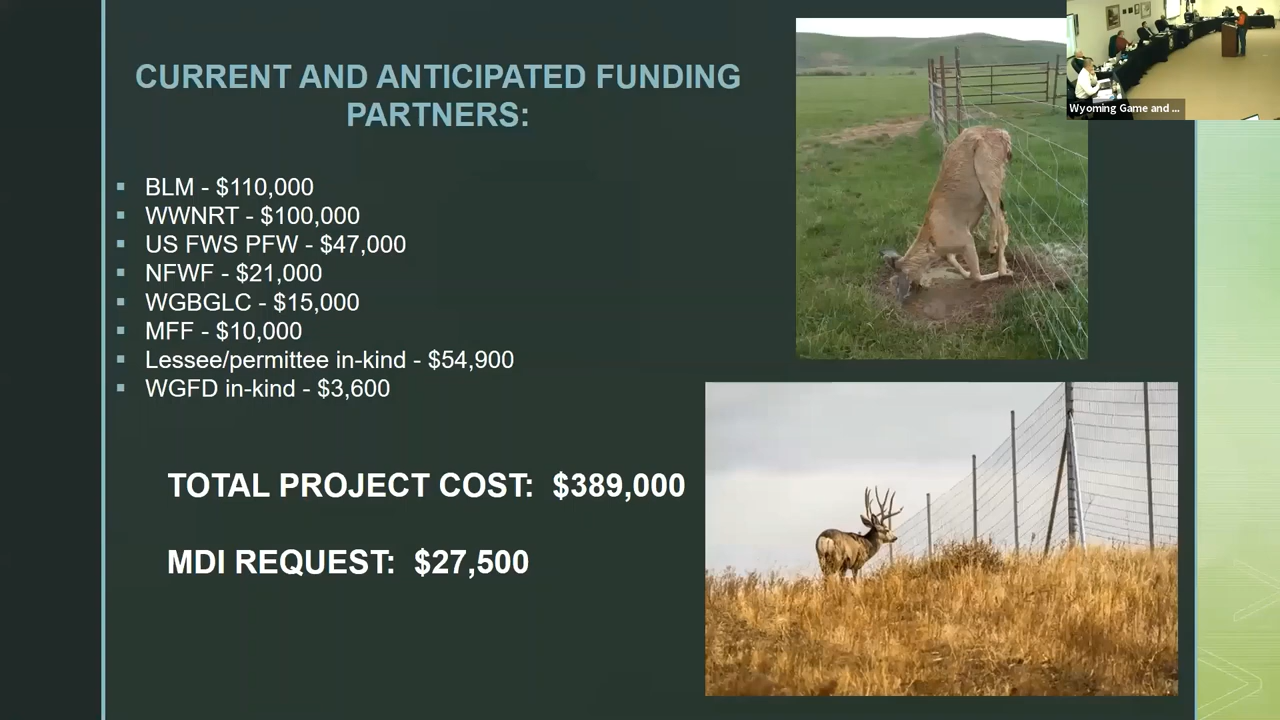 CURRENT AND ANTICIPATED FUNDING
PARTNERS:
▪ BLM - $110,000
▪ WWNRT - $100,000
▪ US FWS PFW - $47,000
▪ NFWF - $21,000
▪ WGBGLC - $15,000
▪ MFF - $10,000
▪ Lessee/permittee in-kind - $54,900
▪ WGFD in-kind - $3,600
TOTAL PROJECT COST: $389,000
MDI REQUEST: $27,500
Wyoming Game and ...